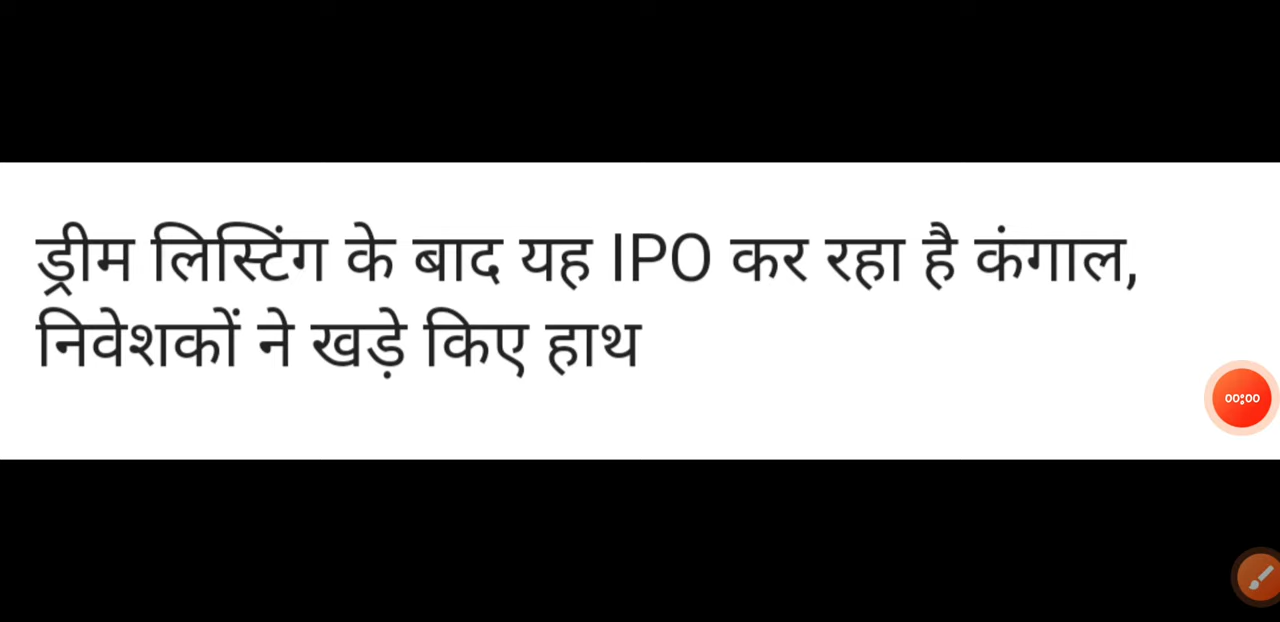 ड्रीम लिस्टिंग के बाद यह IPO कर रहा है कंगाल,
निवेशकों ने खड़े किए हाथ
00:00